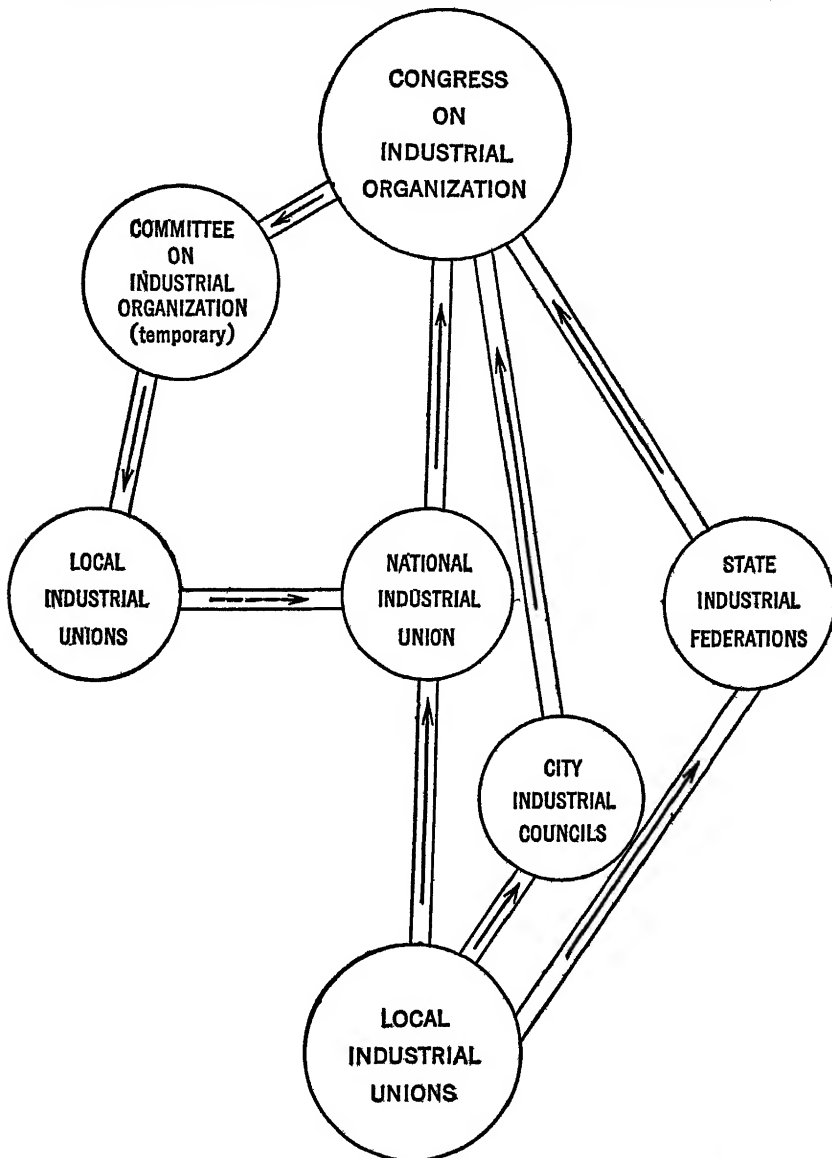 CONGRESS
ON
INDUSTRIAL
ORGANIZATION
COMMITTEE
ON
INDUSTRIAL
ORGANIZATION
(temporary)
LOCAL
INDUSTRIAL
UNIONS
NATIONAL
INDUSTRIAL
UNION
STATE
INDUSTRIAL
FEDERATIONS
CITY
INDUSTRIAL
COUNCILS
LOCAL
INDUSTRIAL
UNIONS